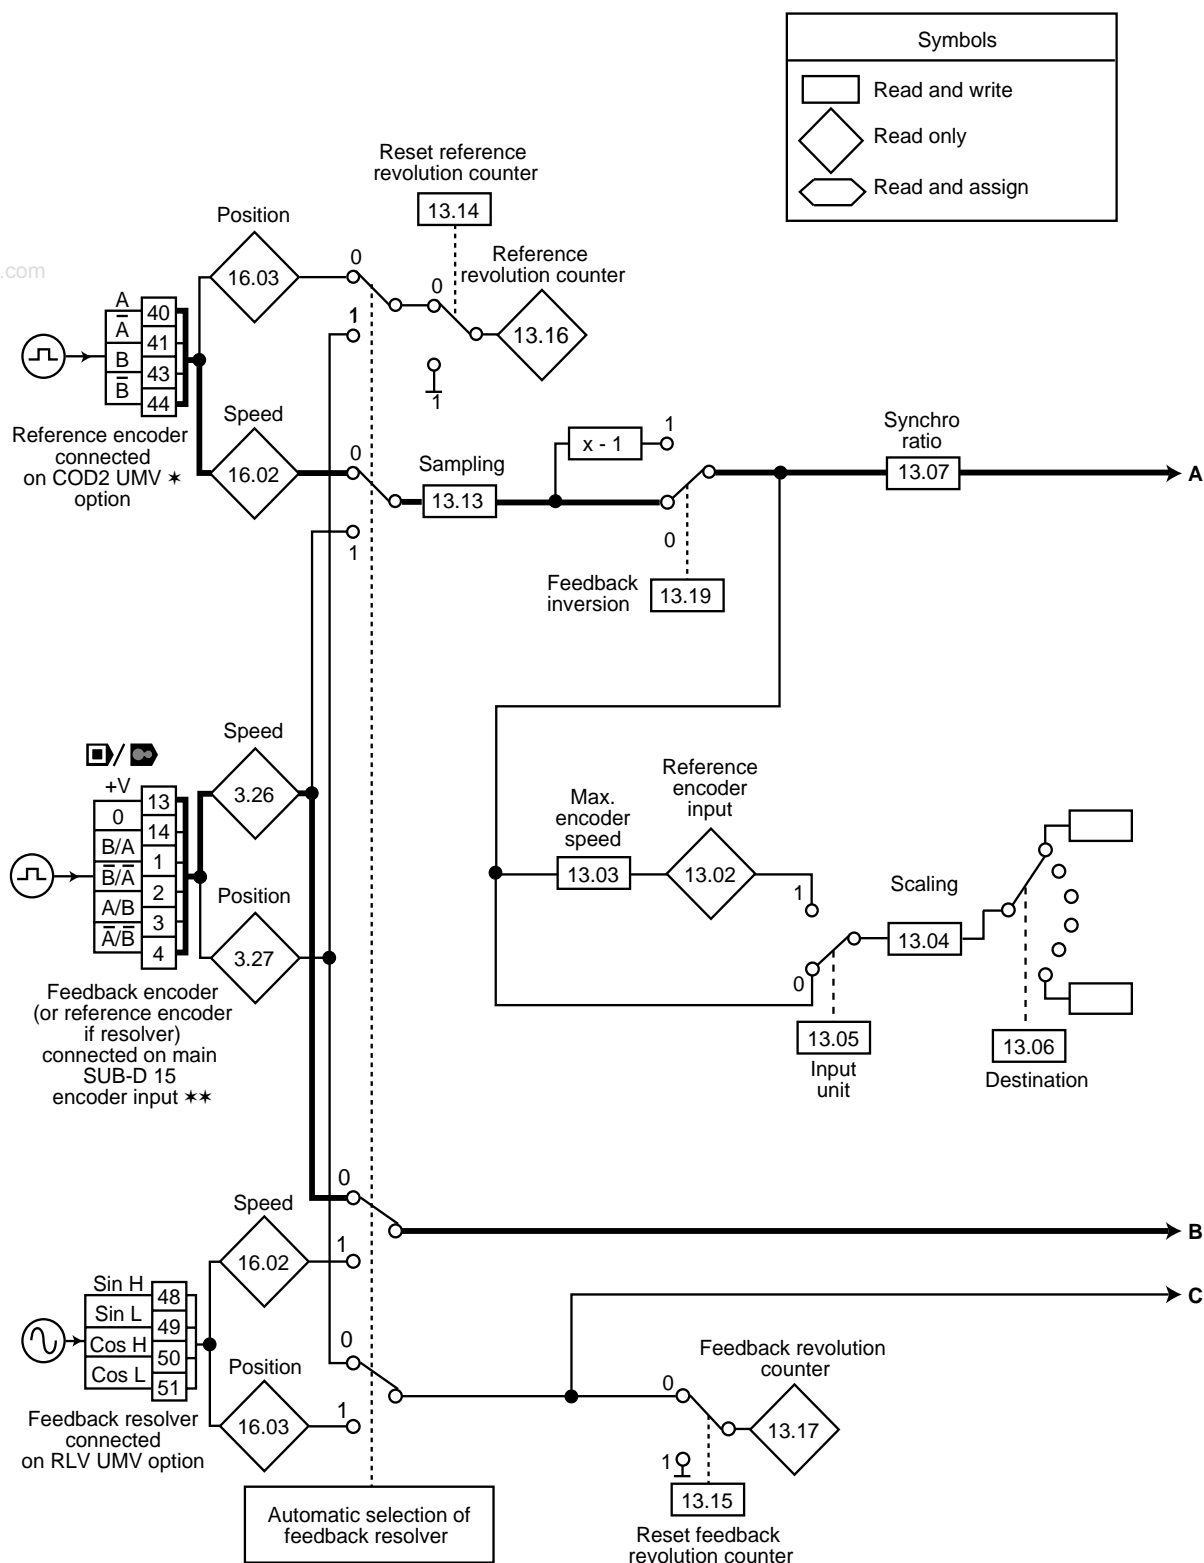 Symbols
Read and write
Read only
Read and assign
.com
Reset reference
revolution counter
13.14
Position
16.03
0
1
0
1
Reference
revolution counter
13.16
A
A̅
B
B̅
40
41
43
44
Reference encoder
connected
on COD2 UMV ✶
option
Speed
16.02
0
1
Sampling
13.13
x - 1
1
0
Feedback
inversion
13.19
Synchro
ratio
13.07
A
Speed
3.26
+V
0
B/A
B̅/A̅
A/B
A̅/B̅
13
14
1
2
3
4
Position
3.27
Feedback encoder
(or reference encoder
if resolver)
connected on main
SUB-D 15
encoder input ✶✶
Max.
encoder
speed
13.03
Reference
encoder
input
13.02
1
0
Scaling
13.04
13.05
Input
unit
13.06
Destination
0
1
B
Speed
16.02
Sin H
Sin L
Cos H
Cos L
48
49
50
51
Position
16.03
Feedback resolver
connected
on RLV UMV option
0
1
C
Feedback revolution
counter
0
1
13.17
13.15
Reset feedback
revolution counter
Automatic selection of
feedback resolver